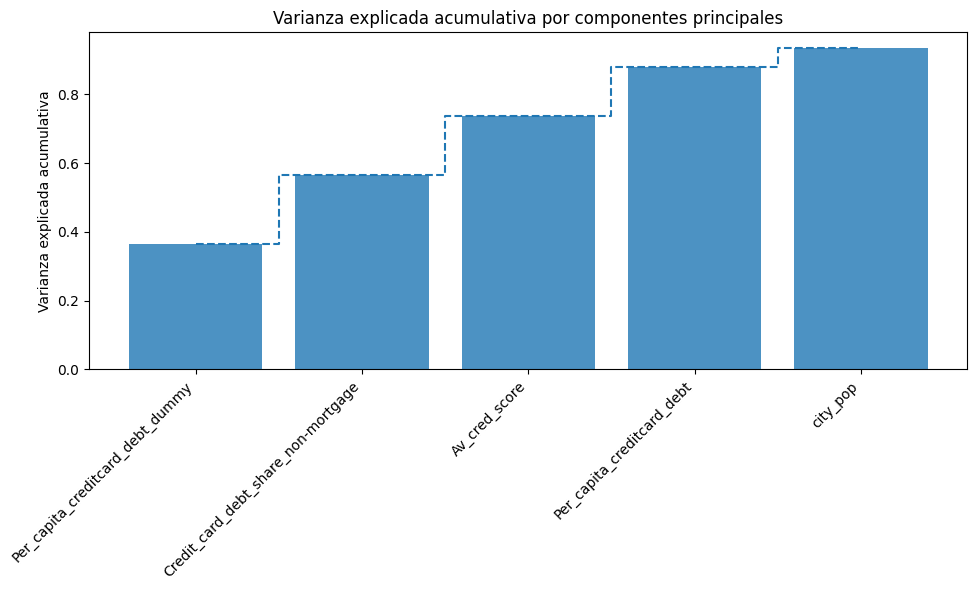 Varianza explicada acumulativa por componentes principales
Varianza explicada acumulativa
0.8
0.6
0.4
0.2
0.0
Per_capita_creditcard_debt_dummy
Credit_card_debt_share_non-mortgage
Av_cred_score
Per_capita_creditcard_debt
city_pop